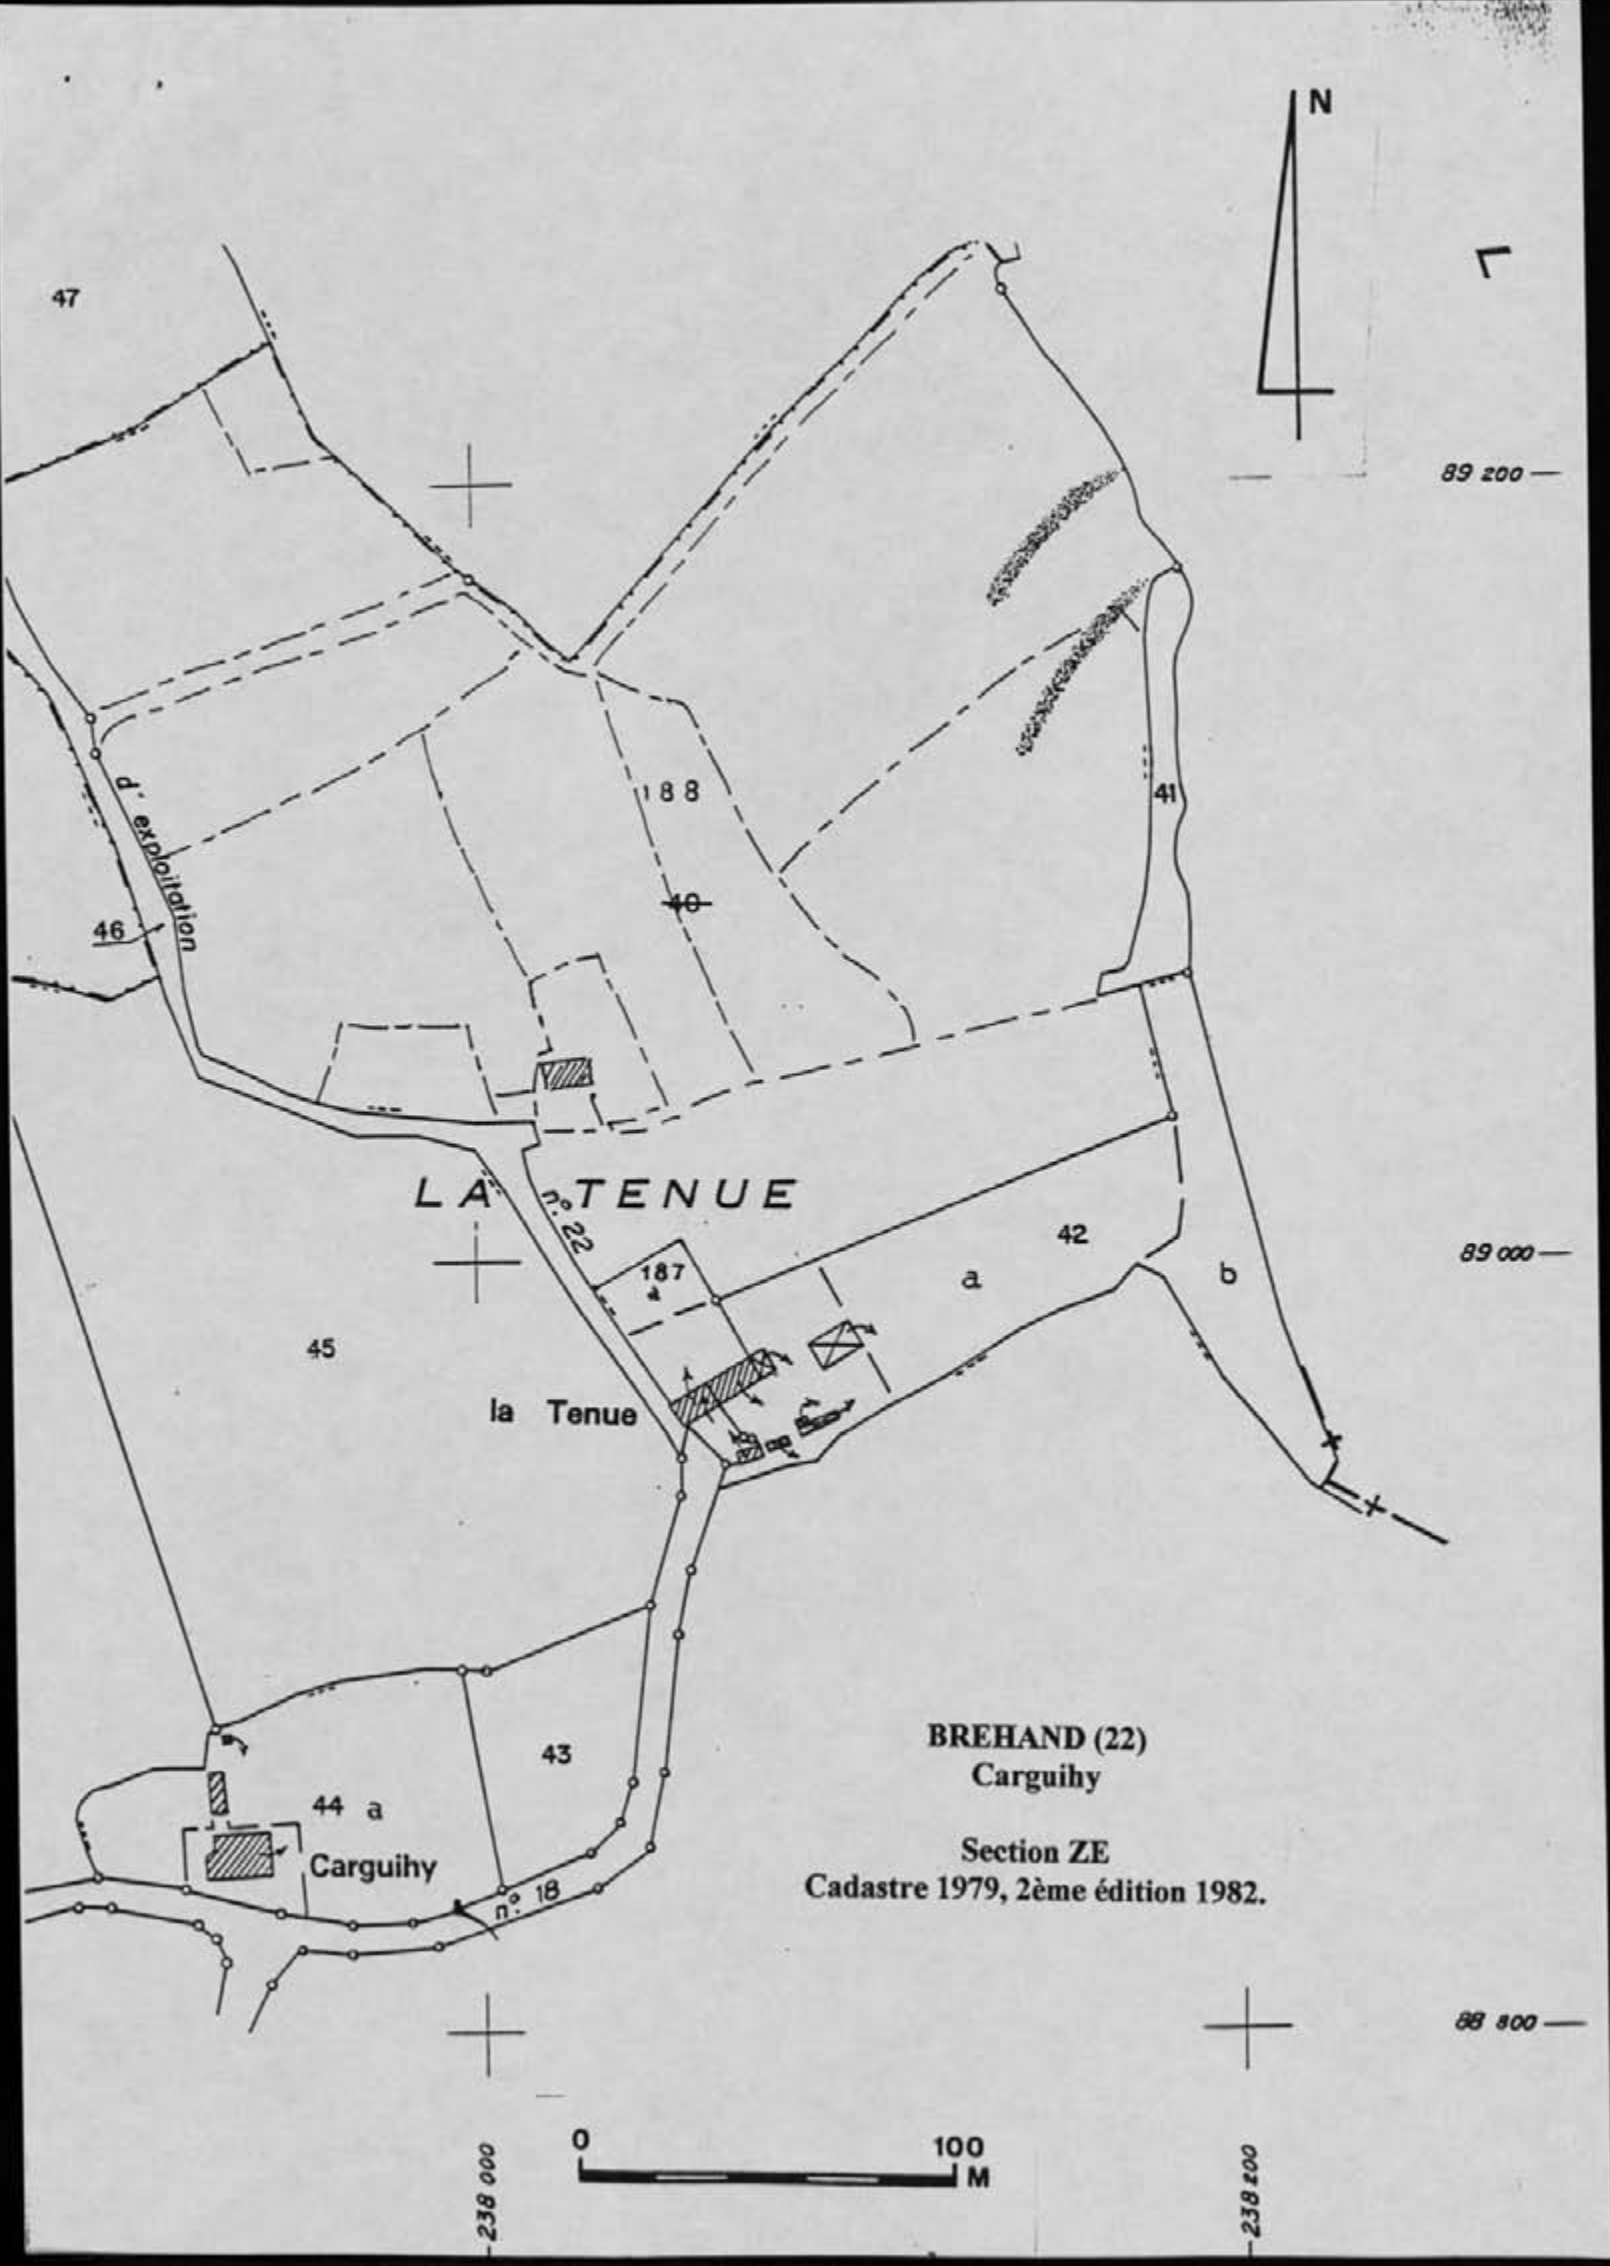 N
47
89 200
188
41
40
d' exploitation
46
LA TENUE
n° 22
42
89 000
187
a
a
b
45
la Tenue
43
BREHAND (22)
Carguihy
44 a
Section ZE
Carguihy
Cadastre 1979, 2ème édition 1982.
n° 18
88 800
0 100
M
238 000
238 200